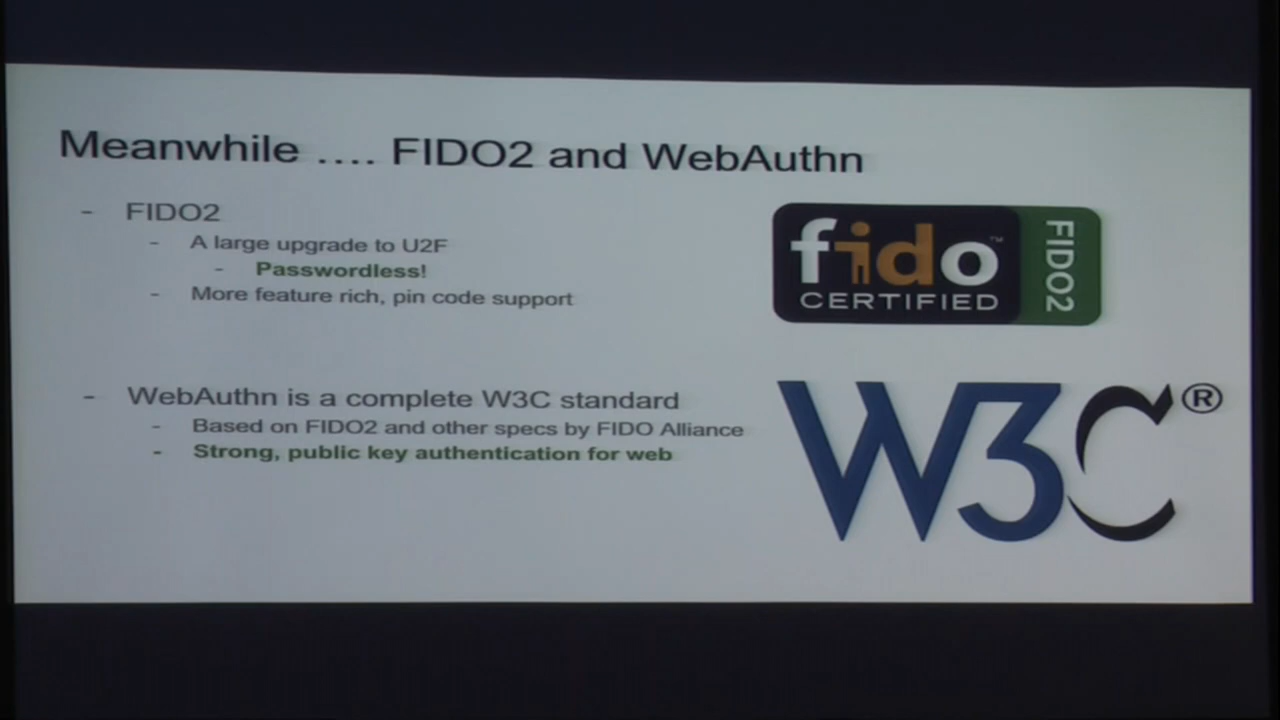 Meanwhile .... FIDO2 and WebAuthn
- FIDO2
- A large upgrade to U2F
- Passwordless!
- More feature rich, pin code support
- WebAuthn is a complete W3C standard
- Based on FIDO2 and other specs by FIDO Alliance
- Strong, public key authentication for web
fido™
CERTIFIED
FIDO2
W3C®